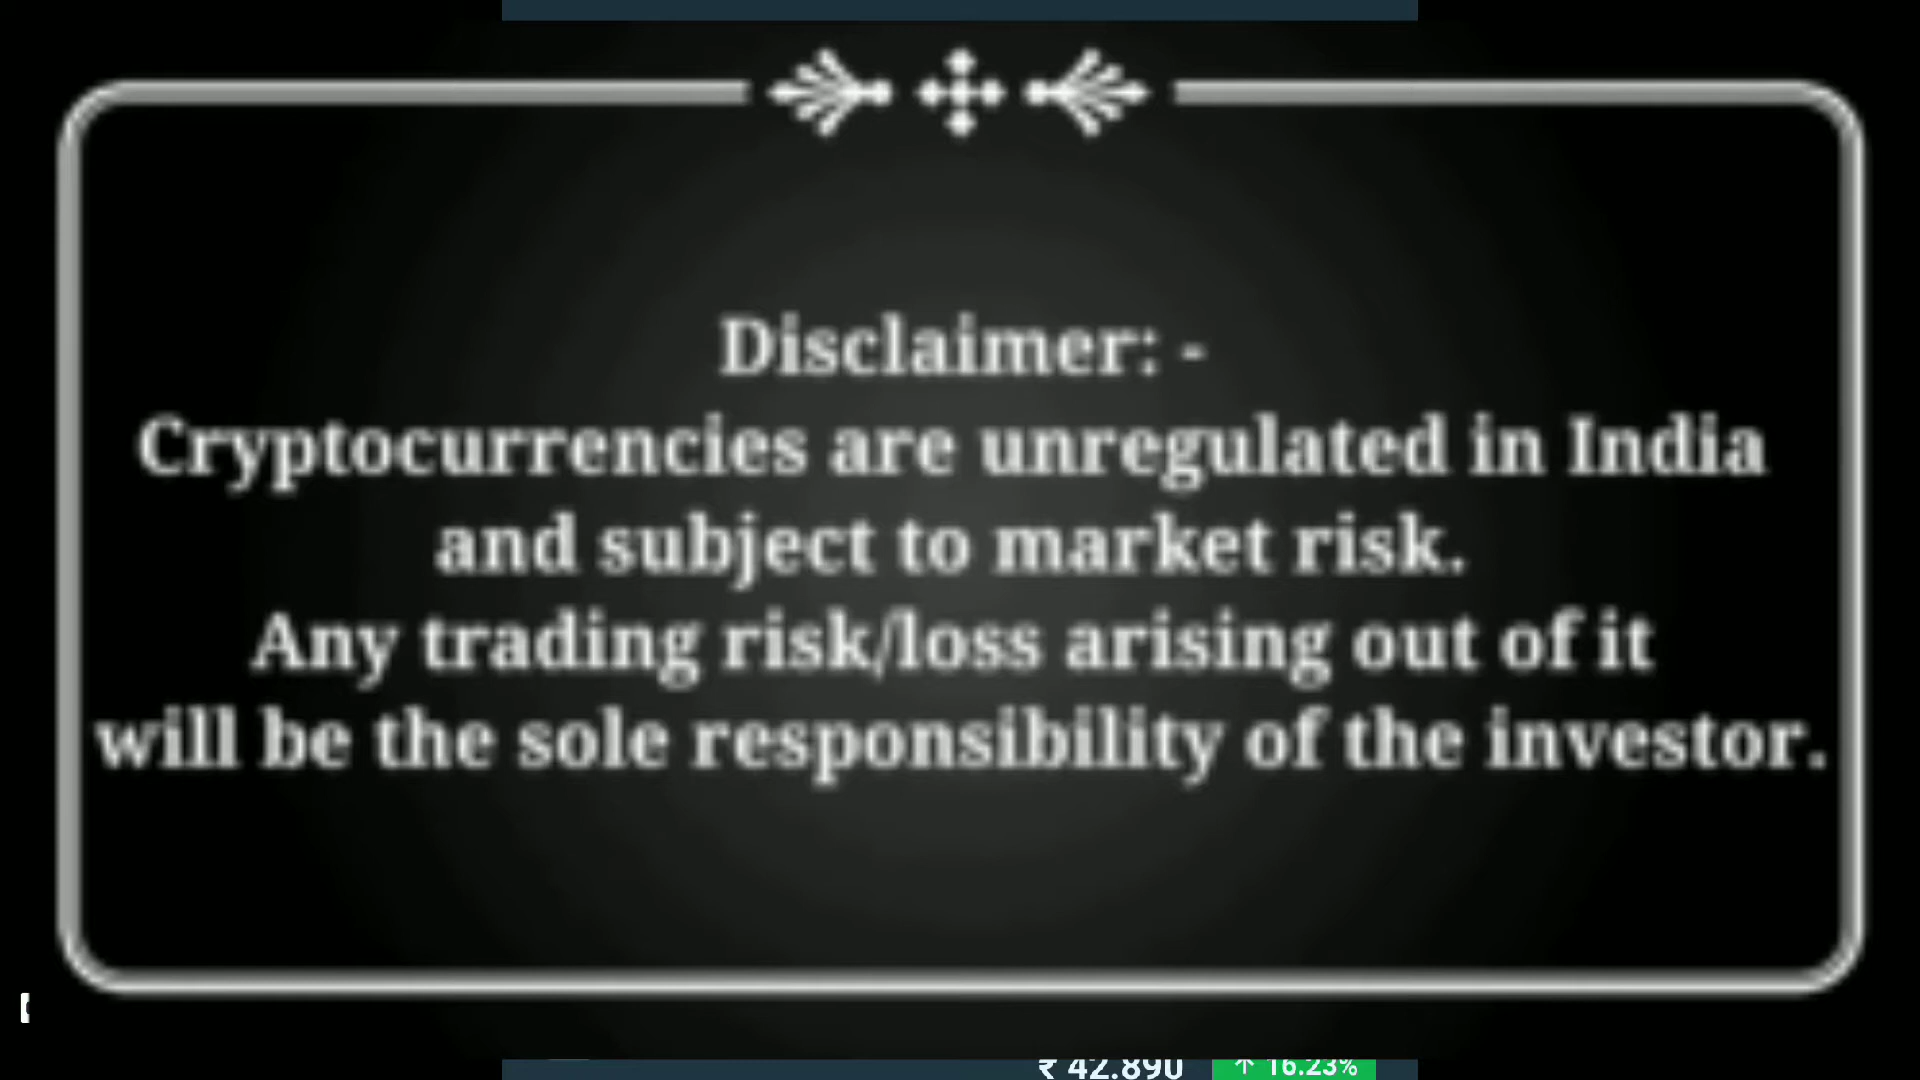 Disclaimer: -
Cryptocurrencies are unregulated in India
and subject to market risk.
Any trading risk/loss arising out of it
will be the sole responsibility of the investor.
₹ 42.890 ↑ 16.23%